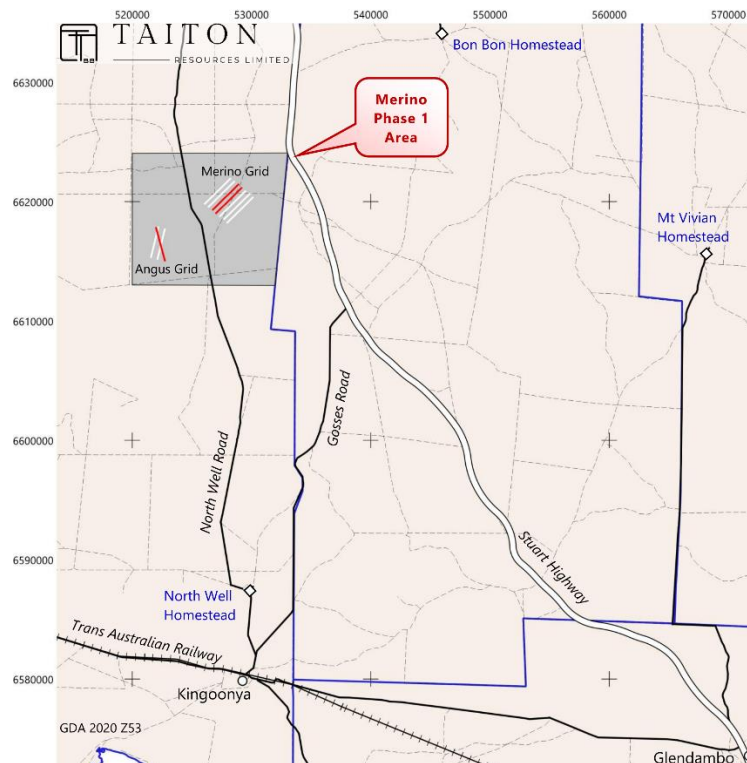 520000 530000 540000 550000 560000 570000
TAITON
RESOURCES LIMITED
Bon Bon Homestead
6630000
Merino
Phase 1
Area
Merino Grid
6620000
Mt Vivian
Homestead
Angus Grid
6610000
Gosses Road
6600000
North Well Road
6590000
Stuart Highway
North Well
Homestead
Trans Australian Railway
6580000
Kingoonya
GDA 2020 Z53
Glendambo